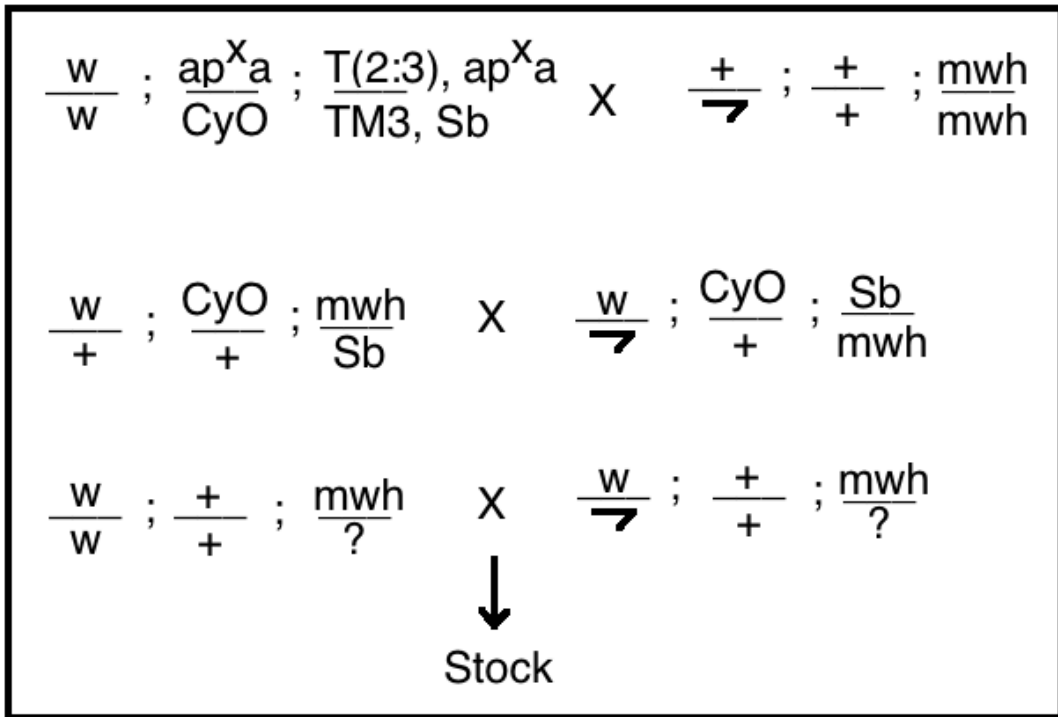 w ; ap^xa ; T(2:3), ap^xa X + ; + ; mwh
w CyO TM3, Sb + mwh
w ; CyO ; mwh X w ; CyO ; Sb
+ + Sb + mwh
w ; + ; mwh X w ; + ; mwh
w + ? + ?
Stock